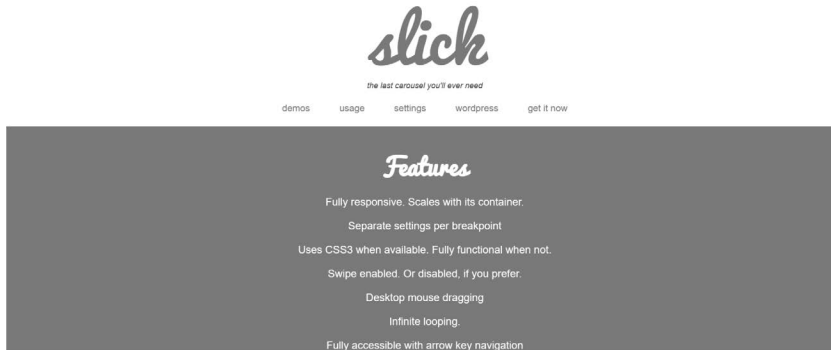 slick
the last carousel you'll ever need
demos usage settings wordpress get it now
Features
Fully responsive. Scales with its container.
Separate settings per breakpoint
Uses CSS3 when available. Fully functional when not.
Swipe enabled. Or disabled, if you prefer.
Desktop mouse dragging
Infinite looping.
Fully accessible with arrow key navigation